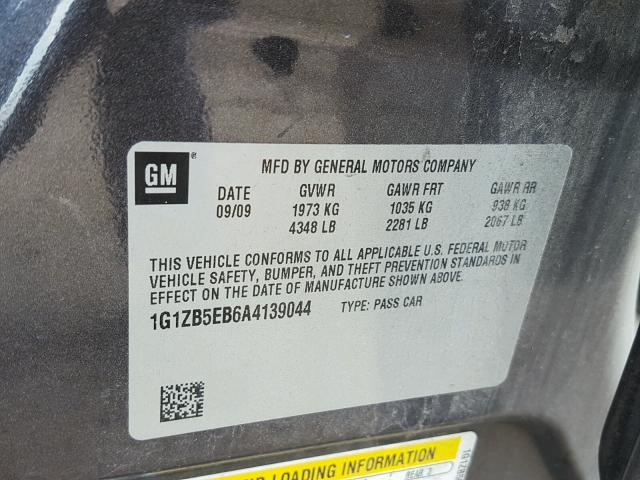 GM ®
MFD BY GENERAL MOTORS COMPANY
DATE GVWR GAWR FRT GAWR RR
09/09 1973 KG 1035 KG 938 KG
4348 LB 2281 LB 2067 LB
THIS VEHICLE CONFORMS TO ALL APPLICABLE U.S. FEDERAL MOTOR
VEHICLE SAFETY, BUMPER, AND THEFT PREVENTION STANDARDS IN
EFFECT ON THE DATE OF MANUFACTURE SHOWN ABOVE.
1G1ZB5EB6A4139044 TYPE: PASS CAR
LOADING INFORMATION
REAR